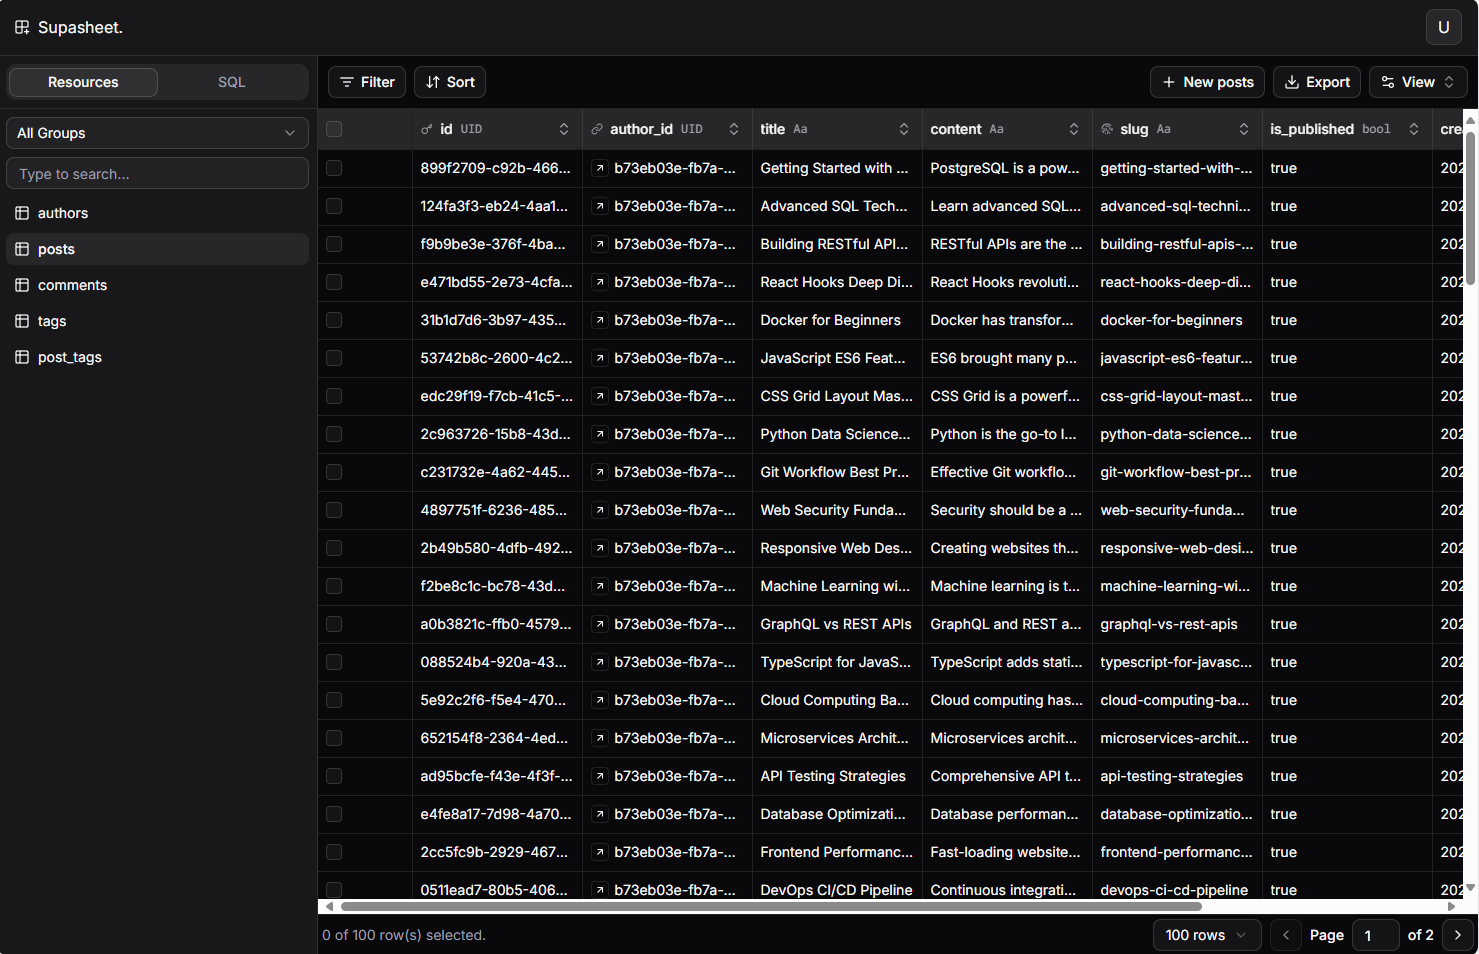 Supasheet.
U
Resources SQL
Filter Sort New posts Export View
All Groups
Type to search...
authors
posts
comments
tags
post_tags
id UID author_id UID title Aa content Aa slug Aa is_published bool cre
899f2709-c92b-466... b73eb03e-fb7a-... Getting Started with ... PostgreSQL is a pow... getting-started-with-... true 202
124fa3f3-eb24-4aa1... b73eb03e-fb7a-... Advanced SQL Tech... Learn advanced SQL... advanced-sql-techni... true 202
f9b9be3e-376f-4ba... b73eb03e-fb7a-... Building RESTful API... RESTful APIs are the ... building-restful-apis-... true 202
e471bd55-2e73-4cfa... b73eb03e-fb7a-... React Hooks Deep Di... React Hooks revoluti... react-hooks-deep-di... true 202
31b1d7d6-3b97-435... b73eb03e-fb7a-... Docker for Beginners Docker has transfor... docker-for-beginners true 202
53742b8c-2600-4c2... b73eb03e-fb7a-... JavaScript ES6 Feat... ES6 brought many p... javascript-es6-featur... true 202
edc29f19-f7cb-41c5-... b73eb03e-fb7a-... CSS Grid Layout Mas... CSS Grid is a powerf... css-grid-layout-mast... true 202
2c963726-15b8-43d... b73eb03e-fb7a-... Python Data Science... Python is the go-to l... python-data-science... true 202
c231732e-4a62-445... b73eb03e-fb7a-... Git Workflow Best Pr... Effective Git workflo... git-workflow-best-pr... true 202
4897751f-6236-485... b73eb03e-fb7a-... Web Security Funda... Security should be a ... web-security-funda... true 202
2b49b580-4dfb-492... b73eb03e-fb7a-... Responsive Web Des... Creating websites th... responsive-web-desi... true 202
f2be8c1c-bc78-43d... b73eb03e-fb7a-... Machine Learning wi... Machine learning is t... machine-learning-wi... true 202
a0b3821c-ffb0-4579... b73eb03e-fb7a-... GraphQL vs REST APIs GraphQL and REST a... graphql-vs-rest-apis true 202
088524b4-920a-43... b73eb03e-fb7a-... TypeScript for JavaS... TypeScript adds stati... typescript-for-javasc... true 202
5e92c2f6-f5e4-470... b73eb03e-fb7a-... Cloud Computing Ba... Cloud computing has... cloud-computing-ba... true 202
652154f8-2364-4ed... b73eb03e-fb7a-... Microservices Archit... Microservices archit... microservices-archit... true 202
ad95bcfe-f43e-4f3f-... b73eb03e-fb7a-... API Testing Strategies Comprehensive API t... api-testing-strategies true 202
e4fe8a17-7d98-4a70... b73eb03e-fb7a-... Database Optimizati... Database performan... database-optimizatio... true 202
2cc5fc9b-2929-467... b73eb03e-fb7a-... Frontend Performanc... Fast-loading website... frontend-performanc... true 202
0511ead7-80b5-406... b73eb03e-fb7a-... DevOps CI/CD Pipeline Continuous integrati... devops-ci-cd-pipeline true 202
0 of 100 row(s) selected. 100 rows Page 1 of 2